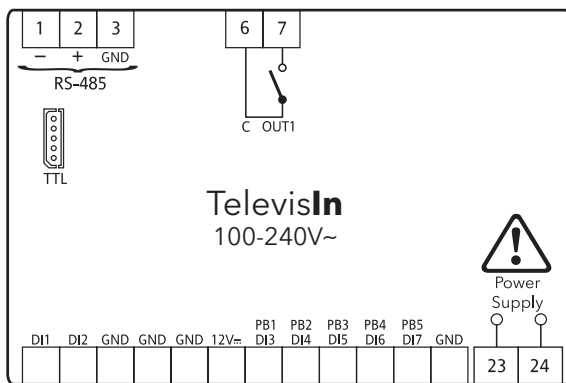 1 2 3 6 7
− + GND
RS-485
C OUT1
TTL
TelevisIn
100-240V~
!
Power
Supply
PB1 PB2 PB3 PB4 PB5
DI1 DI2 GND GND GND 12V⎓ DI3 DI4 DI5 DI6 DI7 GND
23 24